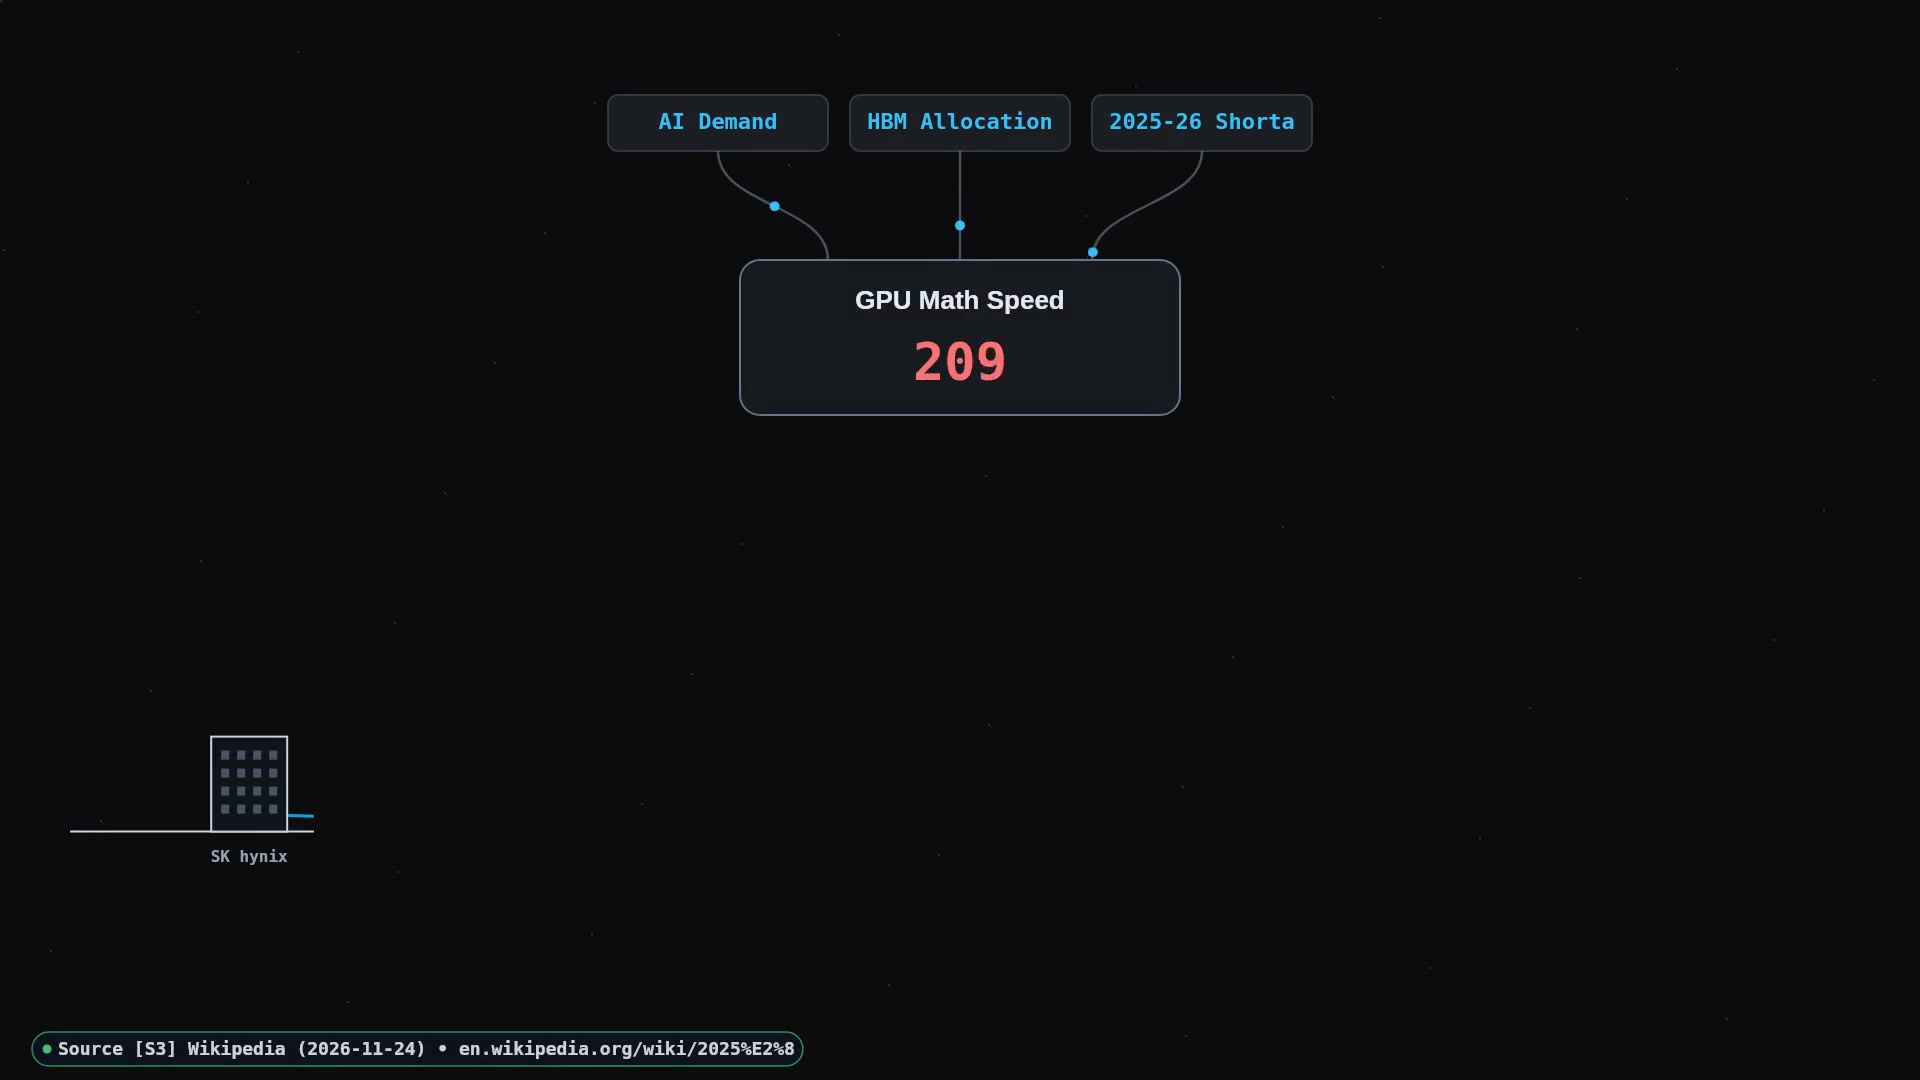 AI Demand
HBM Allocation
2025-26 Shorta
GPU Math Speed
209
SK hynix
Source [S3] Wikipedia (2026-11-24) • en.wikipedia.org/wiki/2025%E2%8